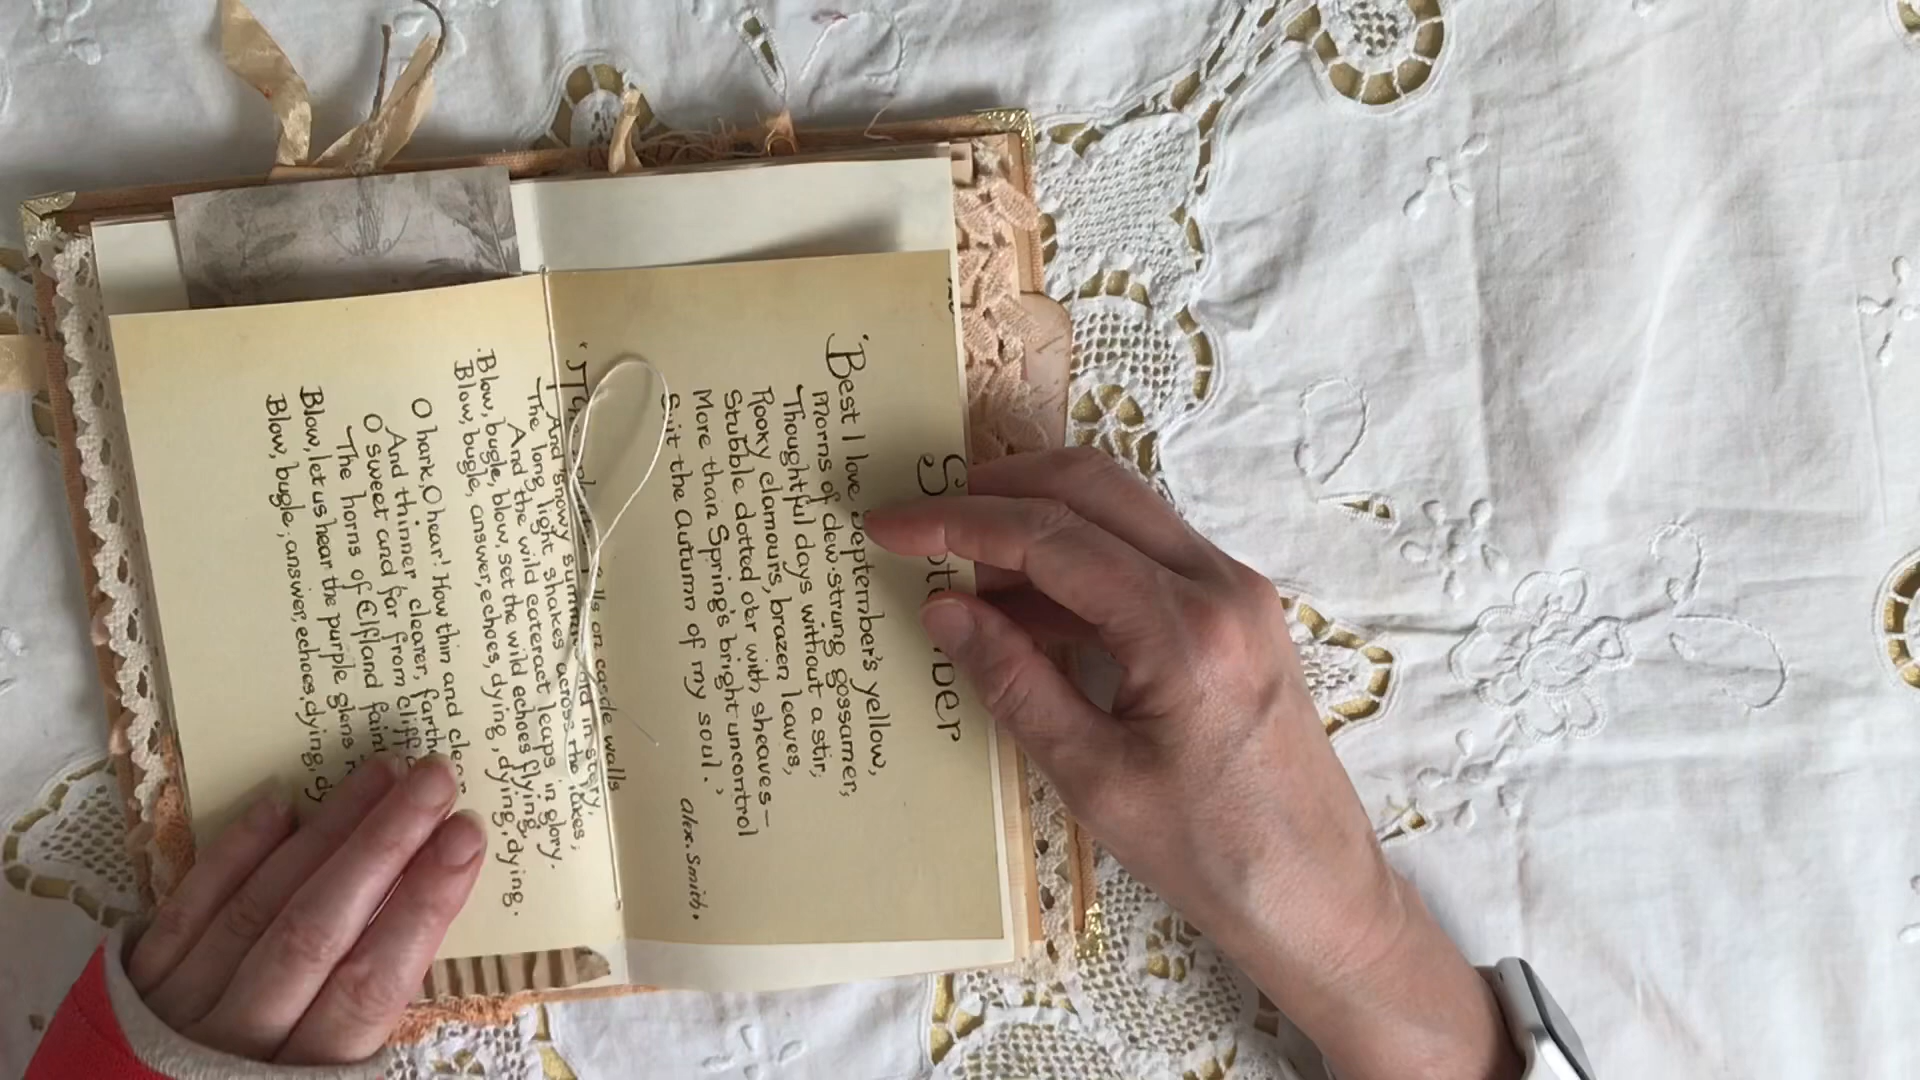 'Best I love September's yellow,
Morns of dew-strung gossamer,
Thoughtful days without a stir,
Rooky clamours, brazen leaves,
Stubble dotted o'er with sheaves—
More than Spring's bright uncontrol
Suit the Autumn of my soul.'
Alex. Smith.
on castle walls
And snowy in story,
The long light shakes across the lakes,
And the wild cataract leaps in glory.
Blow, bugle, blow, set the wild echoes flying,
Blow, bugle, answer, echoes, dying, dying, dying.
O hark, O hear! How thin and clear
And thinner, clearer,
O sweet and far from cliff
The horns of Elfland
Blow, let us hear the purple glens
Blow, bugle; answer, echoes, dying,